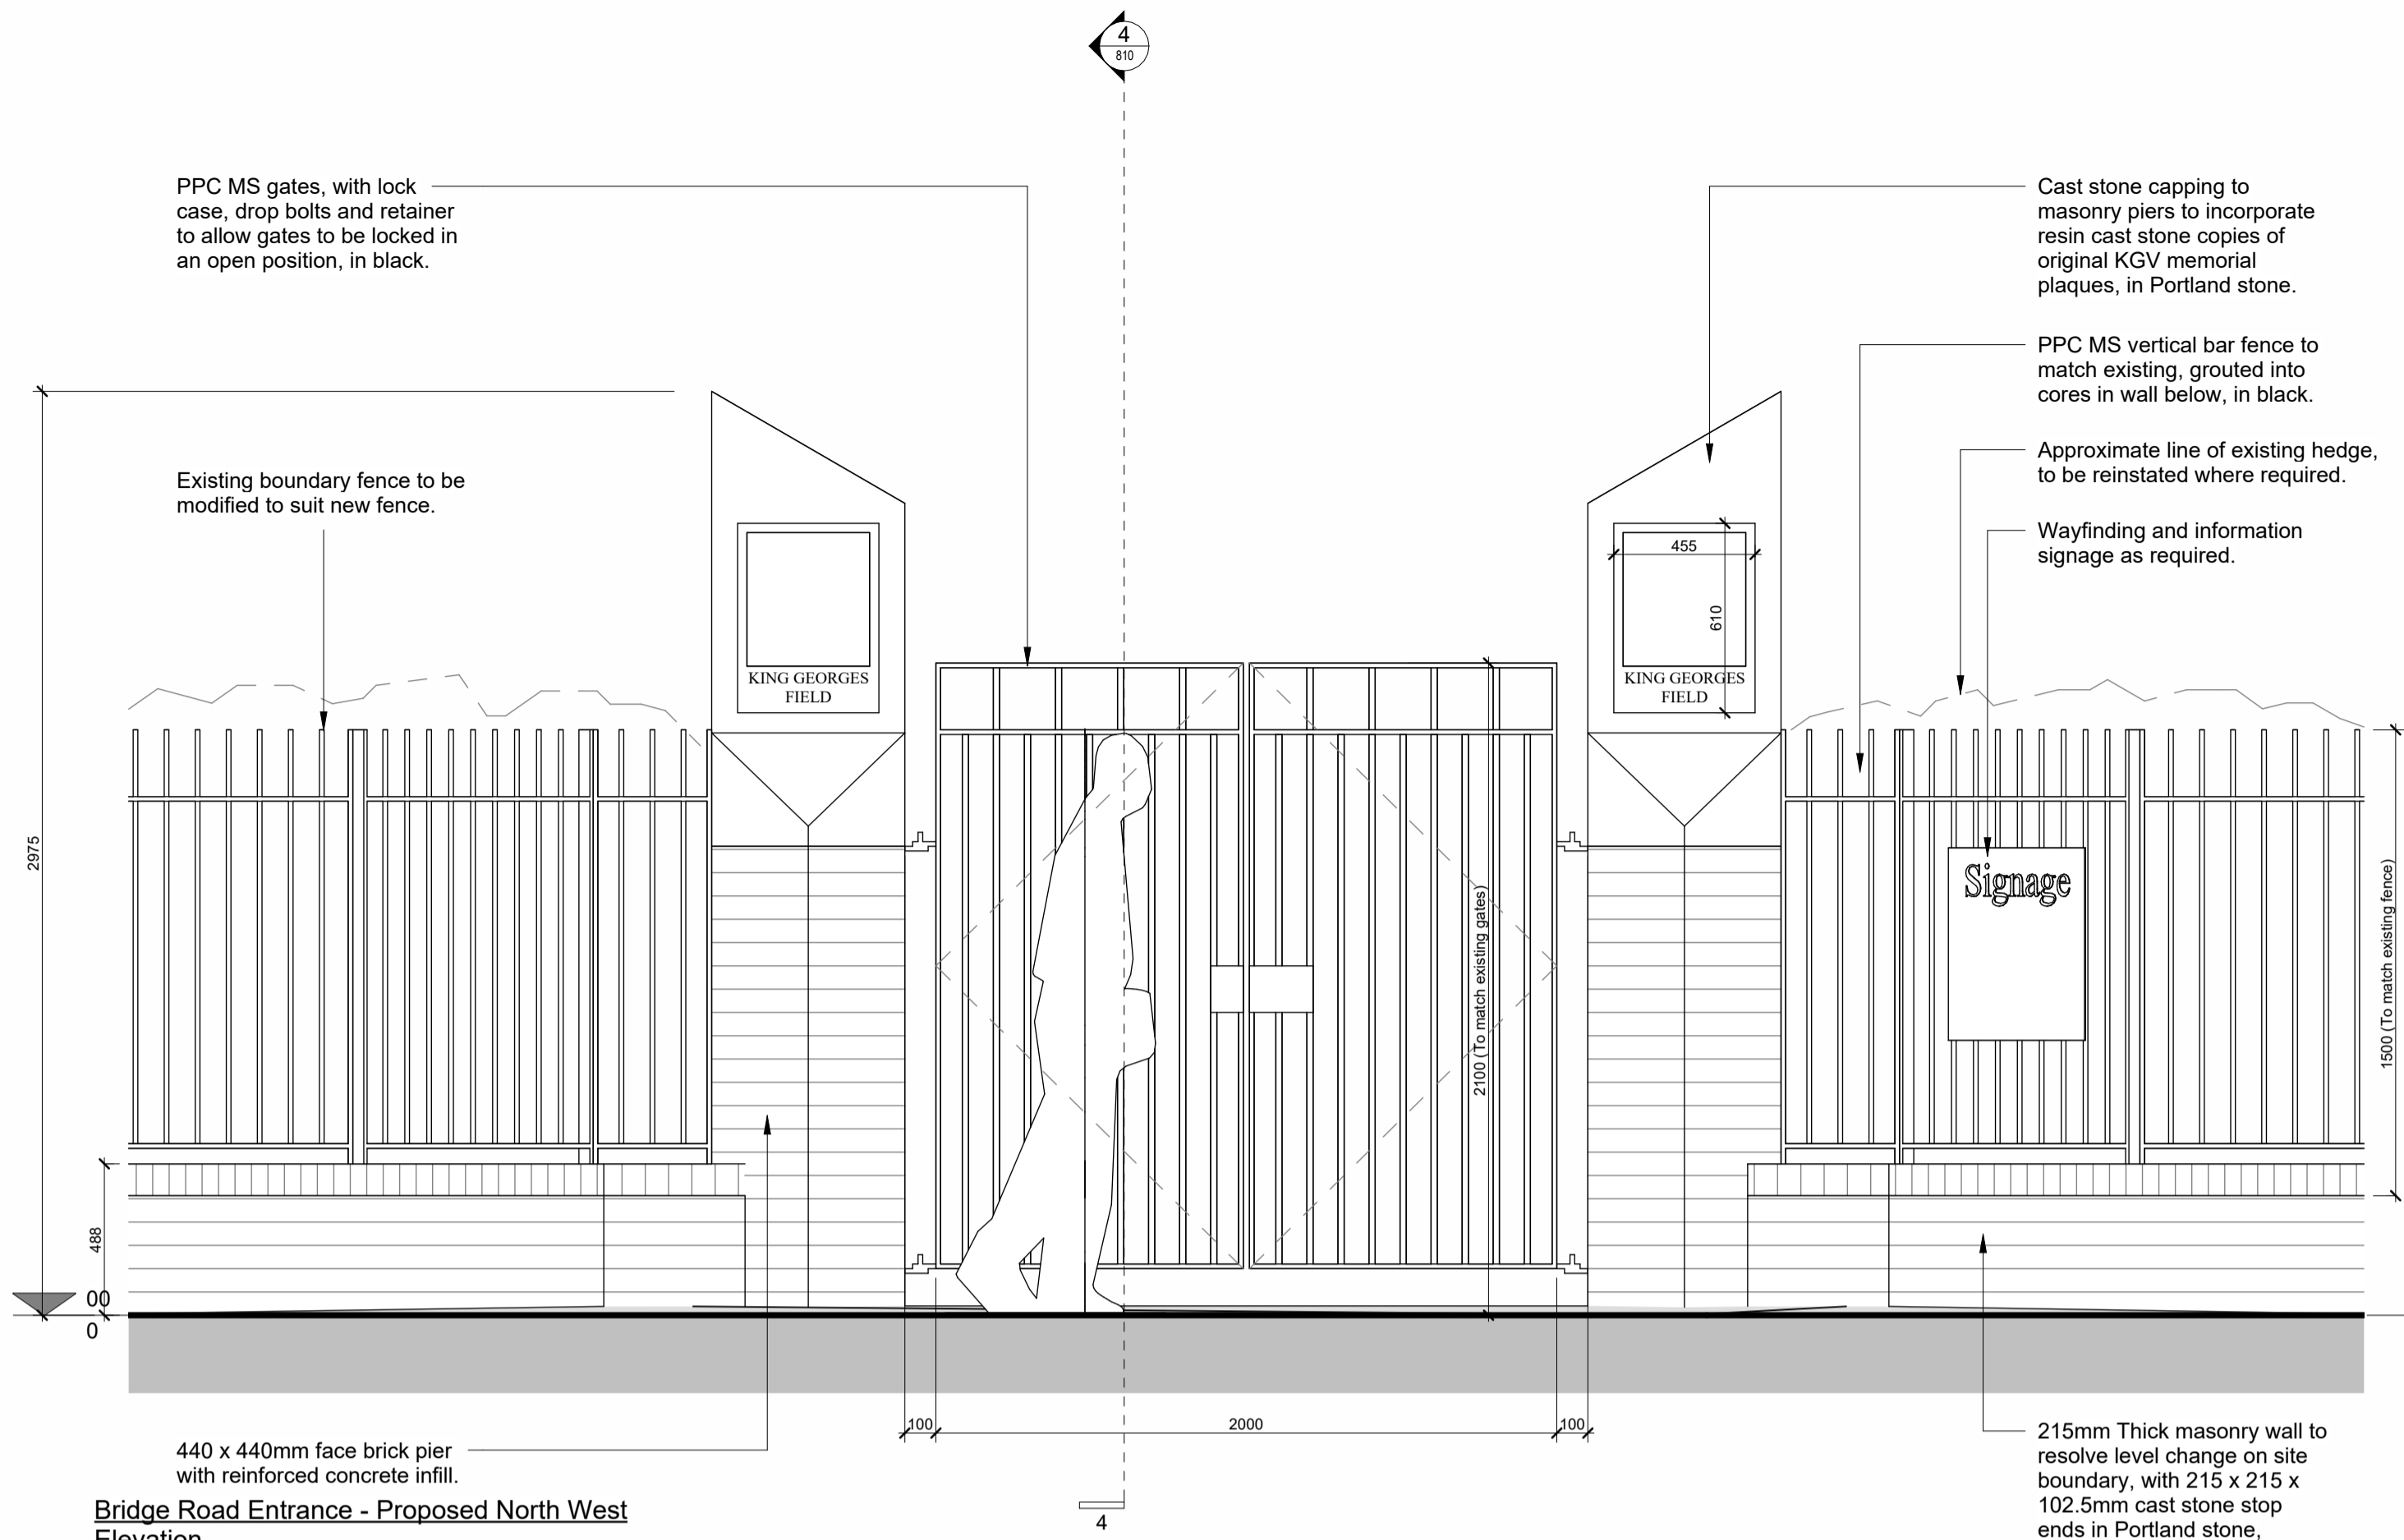 4
810
PPC MS gates, with lock
case, drop bolts and retainer
to allow gates to be locked in
an open position, in black.
Cast stone capping to
masonry piers to incorporate
resin cast stone copies of
original KGV memorial
plaques, in Portland stone.
PPC MS vertical bar fence to
match existing, grouted into
cores in wall below, in black.
Existing boundary fence to be
modified to suit new fence.
Approximate line of existing hedge,
to be reinstated where required.
Wayfinding and information
signage as required.
455
610
KING GEORGES
FIELD
KING GEORGES
FIELD
2975
Signage
2100 (To match existing gates)
1500 (To match existing fence)
488
00
0
100
2000
100
440 x 440mm face brick pier
with reinforced concrete infill.
215mm Thick masonry wall to
resolve level change on site
boundary, with 215 x 215 x
102.5mm cast stone stop
ends in Portland stone,
Bridge Road Entrance - Proposed North West
Elevation
4